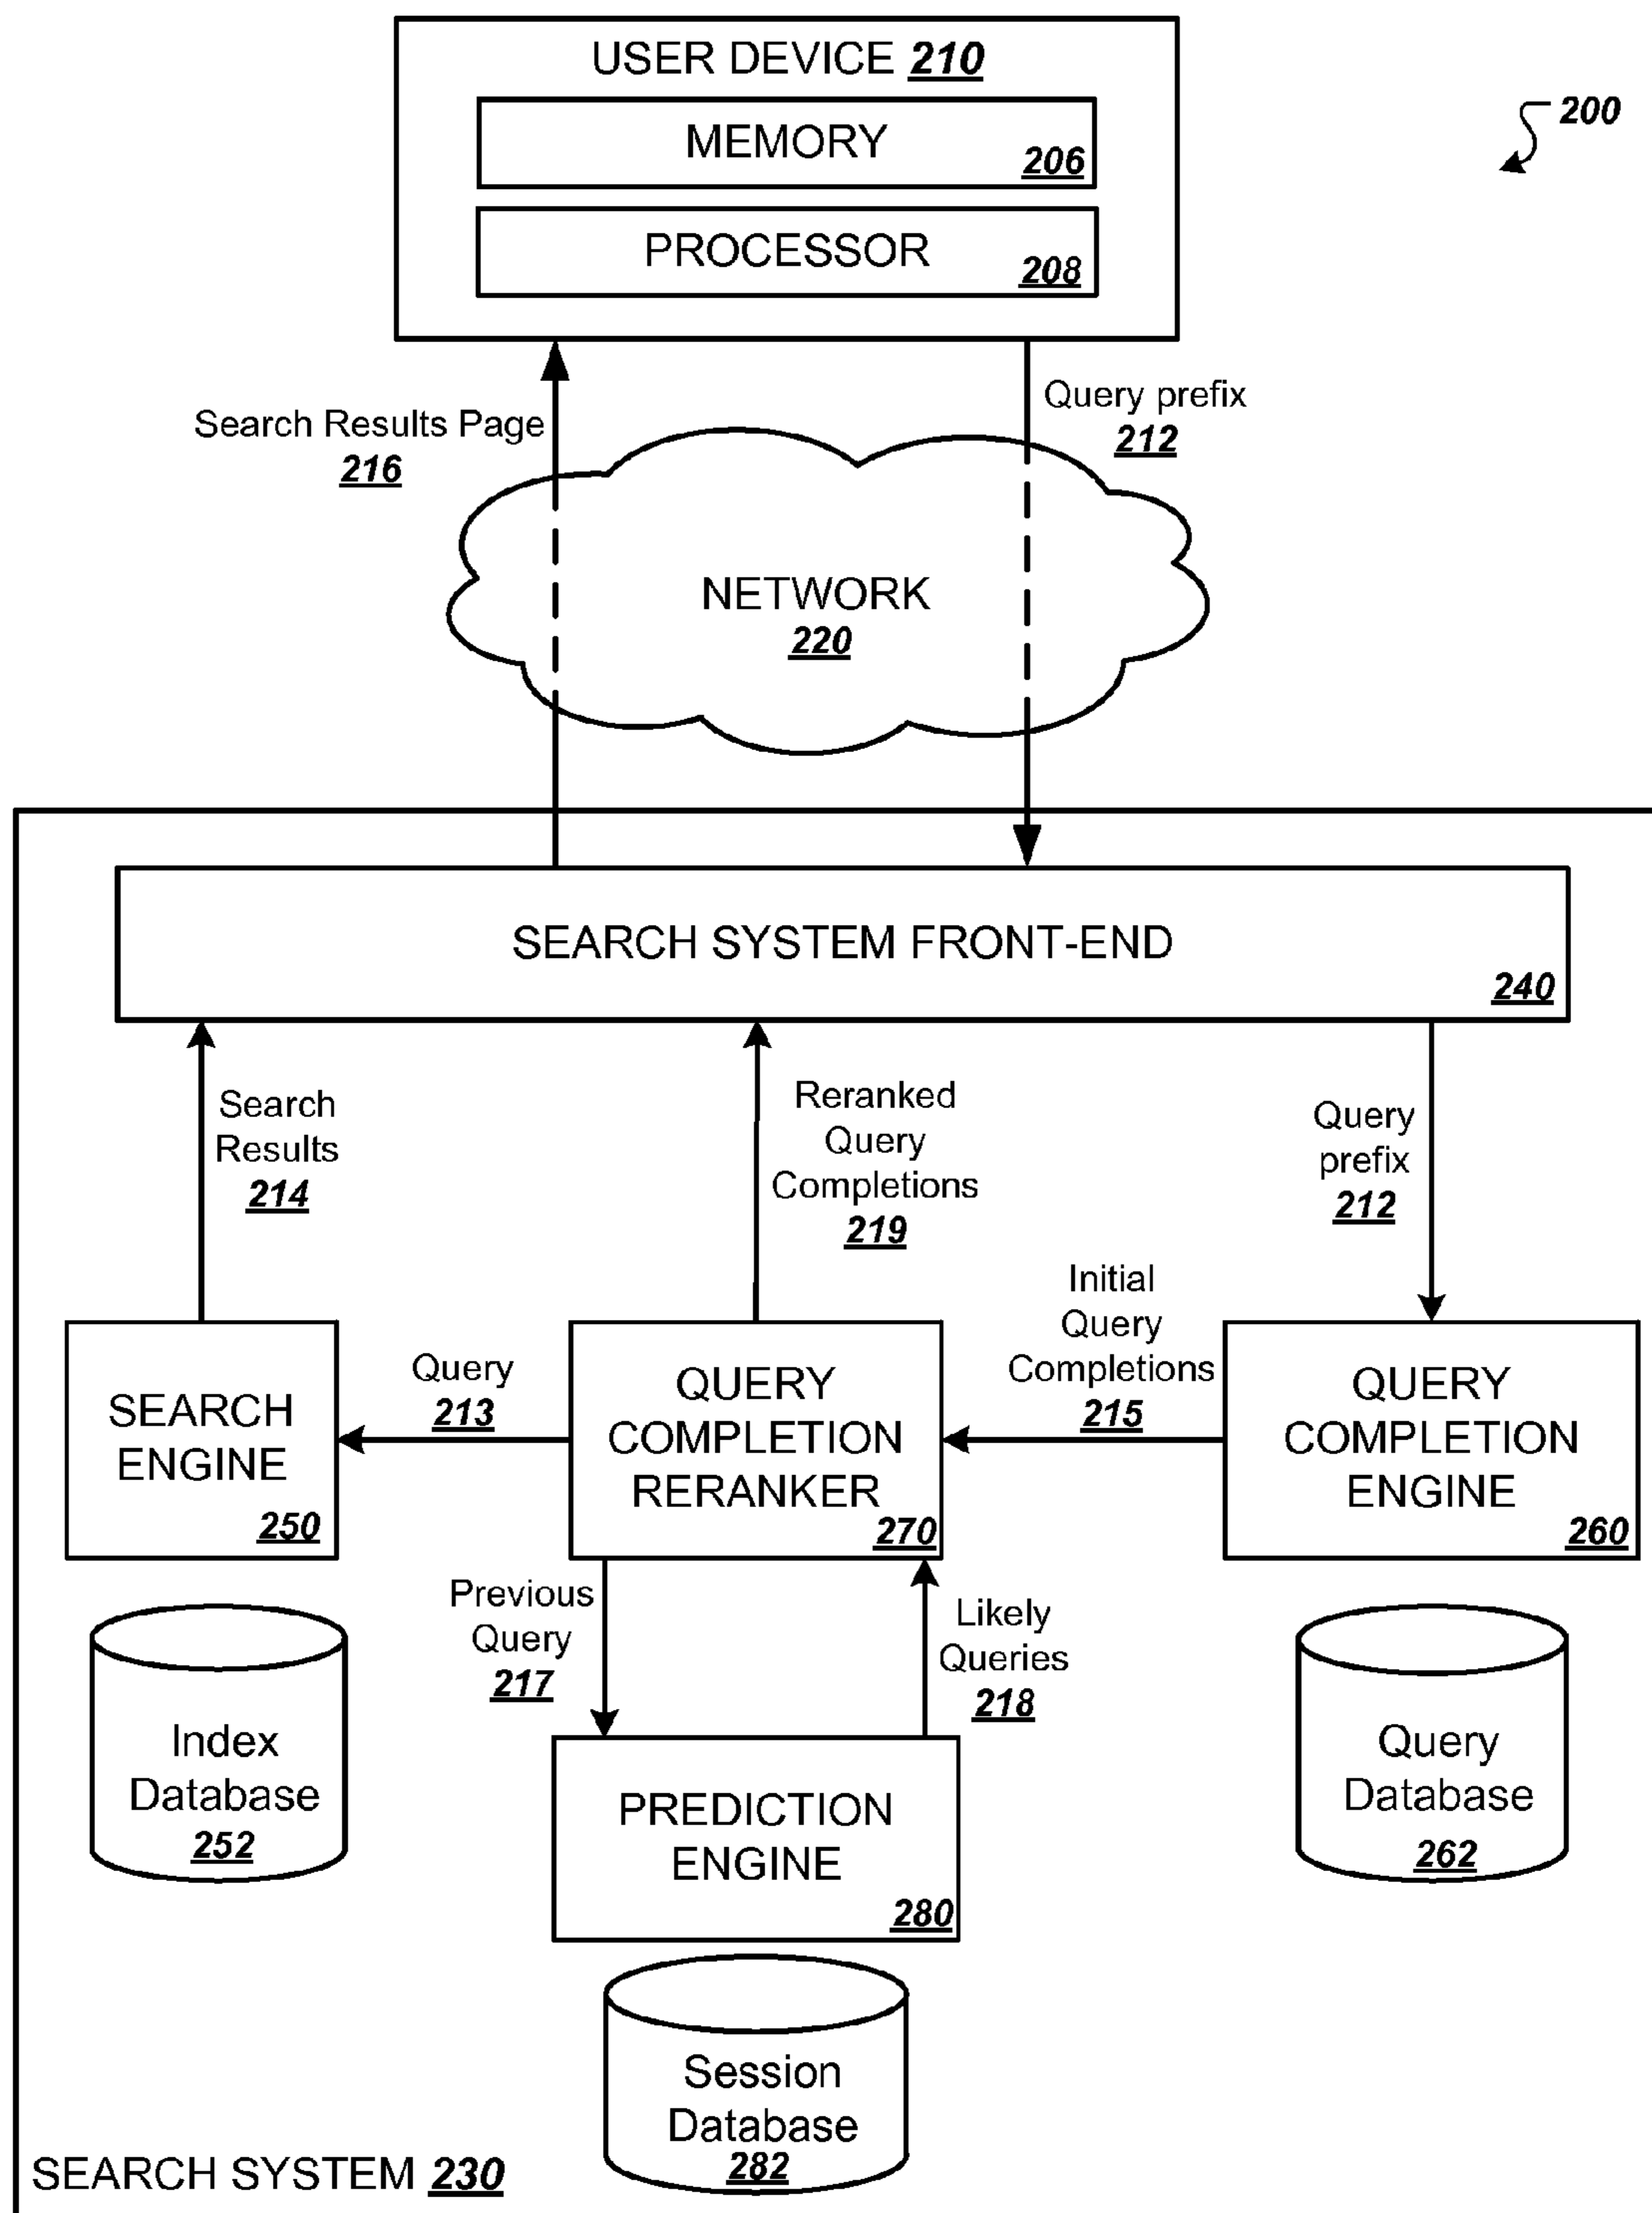 USER DEVICE 210
MEMORY
206
PROCESSOR
208
200
Search Results Page
216
Query prefix
212
NETWORK
220
SEARCH SYSTEM FRONT-END
240
Search
Results
214
Reranked
Query
Completions
219
Query
prefix
212
SEARCH
ENGINE
250
Query
213
QUERY
COMPLETION
RERANKER
270
Initial
Query
Completions
215
QUERY
COMPLETION
ENGINE
260
Previous
Query
217
Likely
Queries
218
Index
Database
252
PREDICTION
ENGINE
280
Query
Database
262
Session
Database
282
SEARCH SYSTEM 230